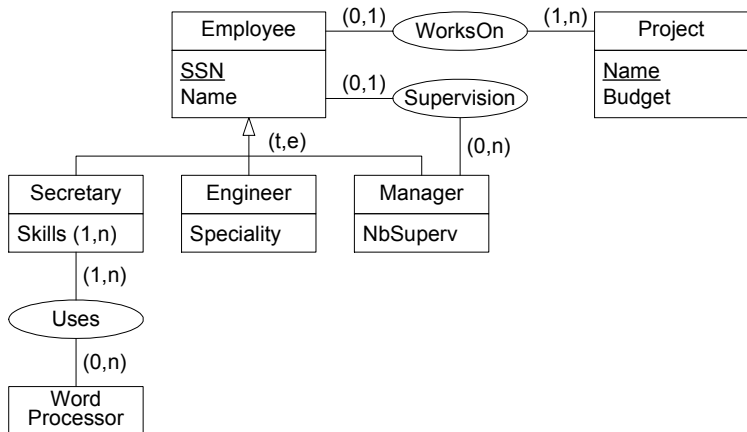 Employee
(0,1)
WorksOn
(1,n)
Project
SSN
Name
(0,1)
Supervision
Name
Budget
(t,e)
(0,n)
Secretary
Engineer
Manager
Skills (1,n)
Speciality
NbSuperv
(1,n)
Uses
(0,n)
Word
Processor